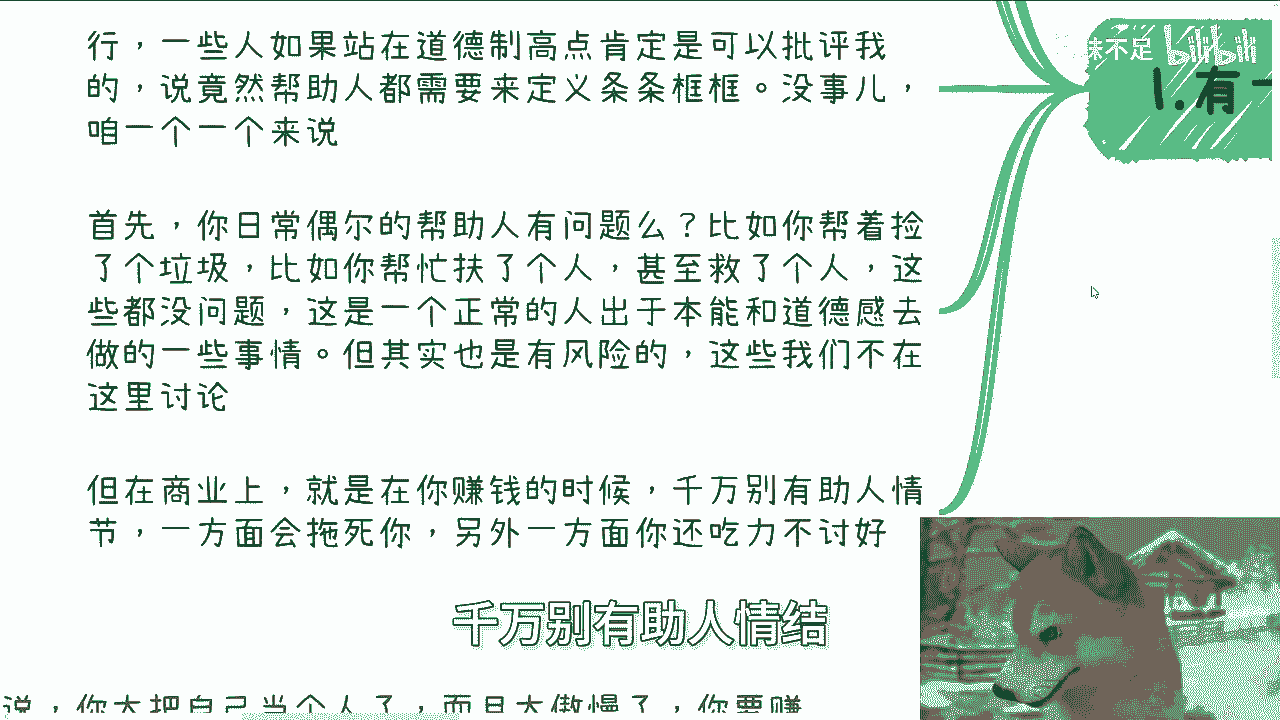 行，一些人如果站在道德制高点肯定是可以批评我
的，说竟然帮助人都需要来定义条条框框。没事儿，
咱一个一个来说
首先，你日常偶尔的帮助人有问题么？比如你帮着捡
了个垃圾，比如你帮忙扶了个人，甚至救了个人，这
些都没问题，这是一个正常的人出于本能和道德感去
做的一些事情。但其实也是有风险的，这些我们不在
这里讨论
但在商业上，就是在你赚钱的时候，千万别有助人情
节，一方面会拖死你，另外一方面你还吃力不讨好
千万别有助人情结
说，你太把自己当个人了，而且太傲慢了，你要赚
味不足 bilibili
1.有一